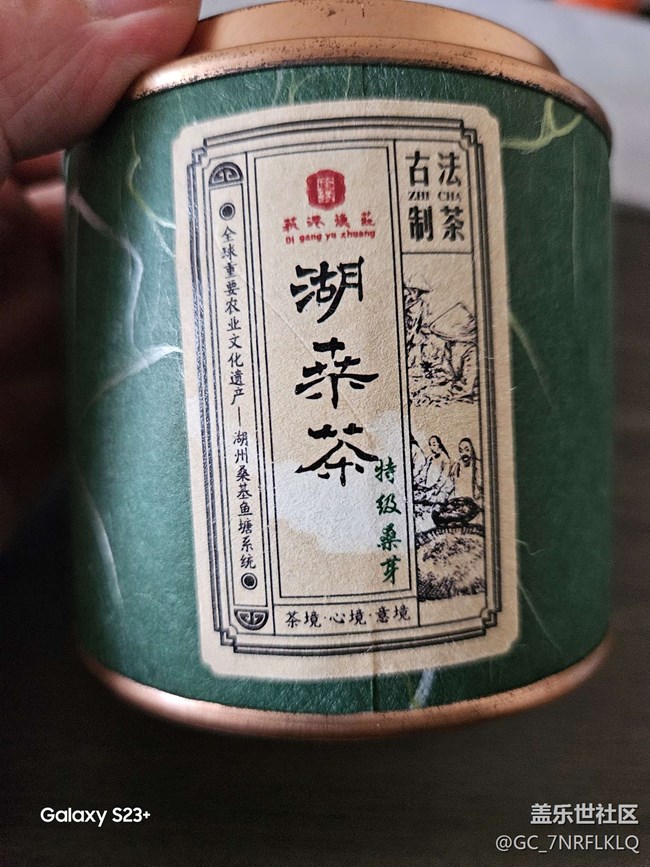 古法
ZHI CHA
制茶
荻港渔庄
Di gang yu zhuang
湖桑茶
特级桑芽
全球重要农业文化遗产—湖州桑基鱼塘系统
茶境·心境·意境
Galaxy S23+
盖乐世社区
@GC_7NRFLKLQ